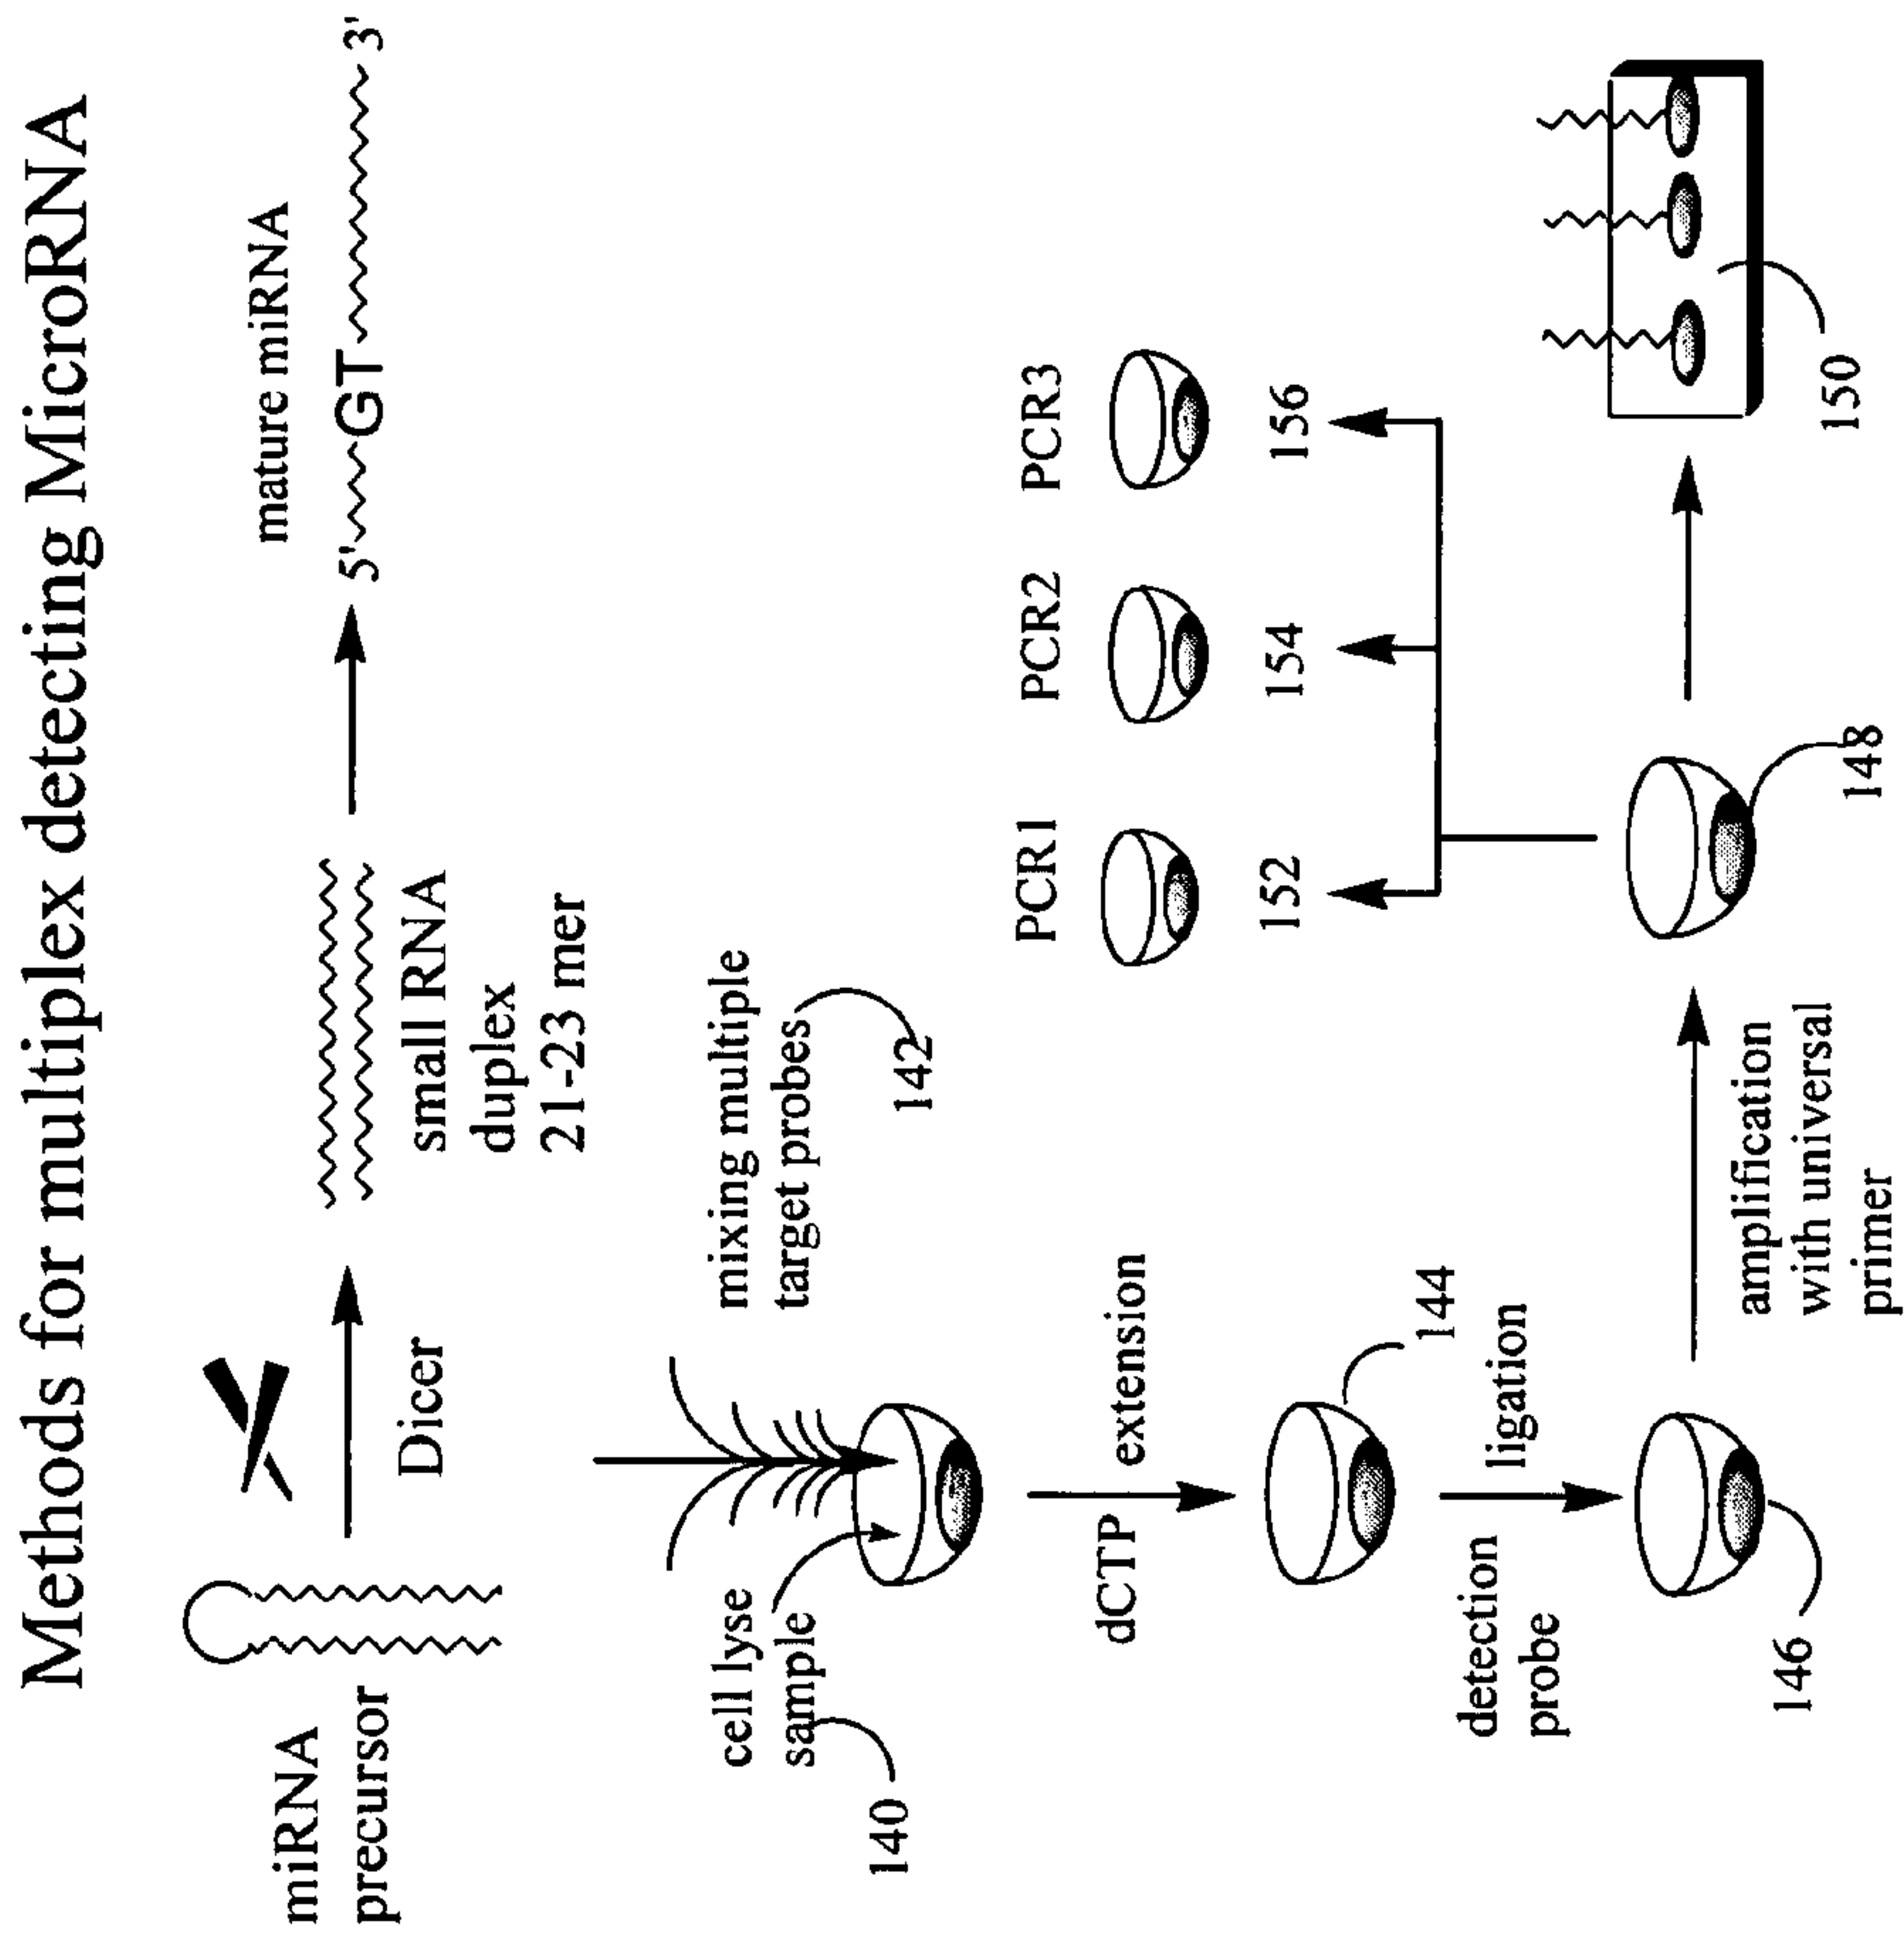 Methods for multiplex detecting MicroRNA
miRNA
precursor
Dicer
small RNA
duplex
21-23 mer
mature miRNA
5' GT 3'
cell lyse
sample
140
mixing multiple
target probes
142
dCTP extension
144
detection
probe
ligation
146
amplification
with universal
primer
148
PCR1 PCR2 PCR3
152 154 156
150